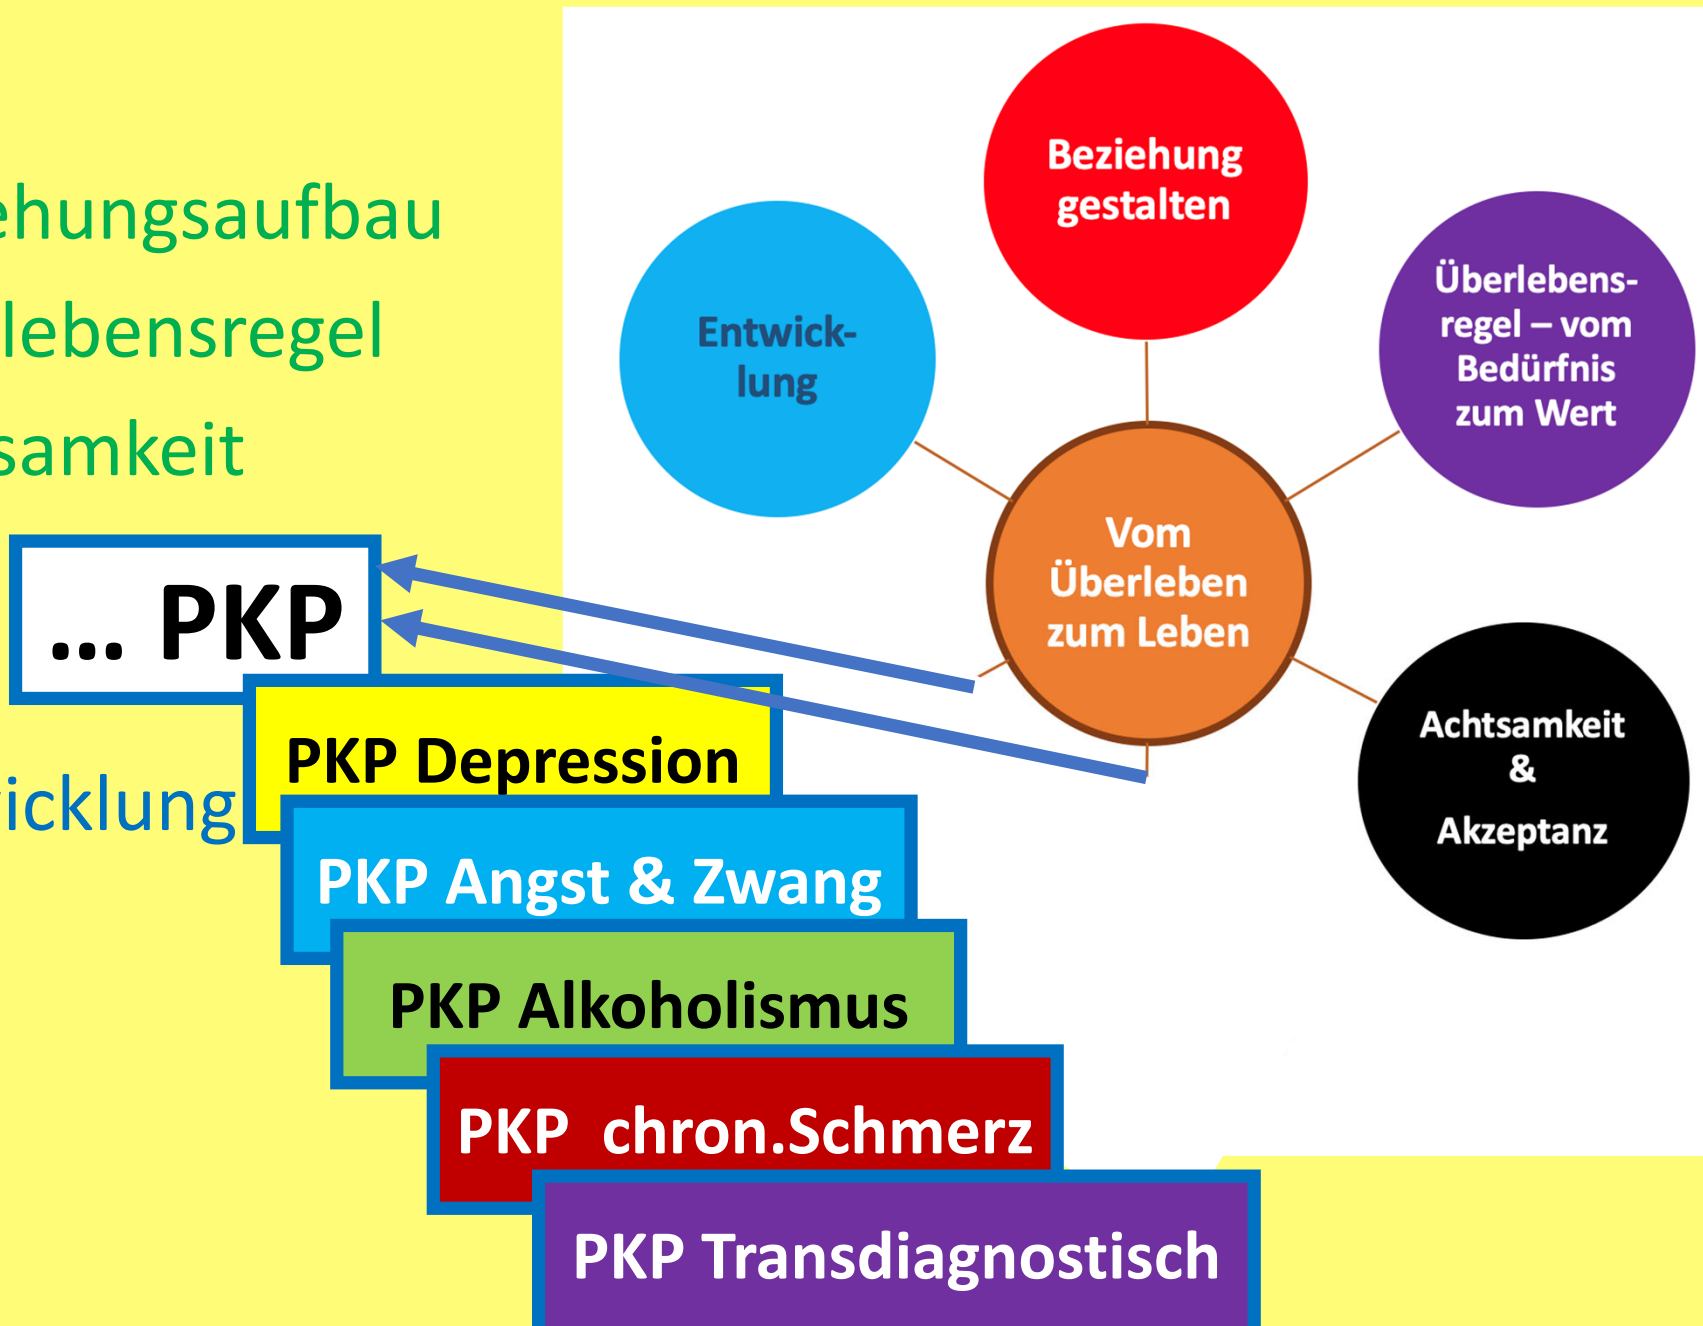 ehungsaufbau
lebensregel
samkeit
... PKP
icklung
PKP Depression
PKP Angst & Zwang
PKP Alkoholismus
PKP chron.Schmerz
PKP Transdiagnostisch
Beziehung
gestalten
Entwick-
lung
Überlebens-
regel – vom
Bedürfnis
zum Wert
Vom
Überleben
zum Leben
Achtsamkeit
&
Akzeptanz